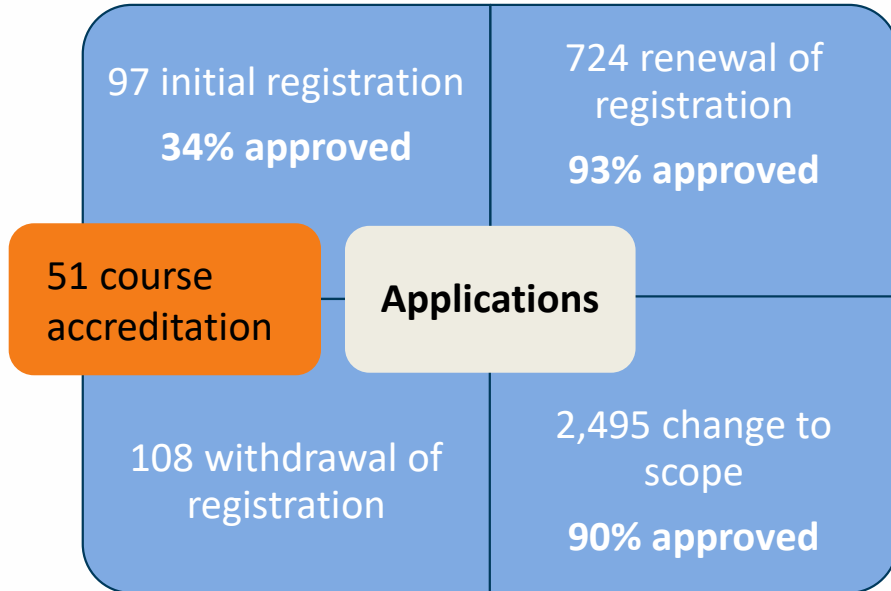 97 initial registration
34% approved
724 renewal of
registration
93% approved
51 course
accreditation
Applications
108 withdrawal of
registration
2,495 change to
scope
90% approved